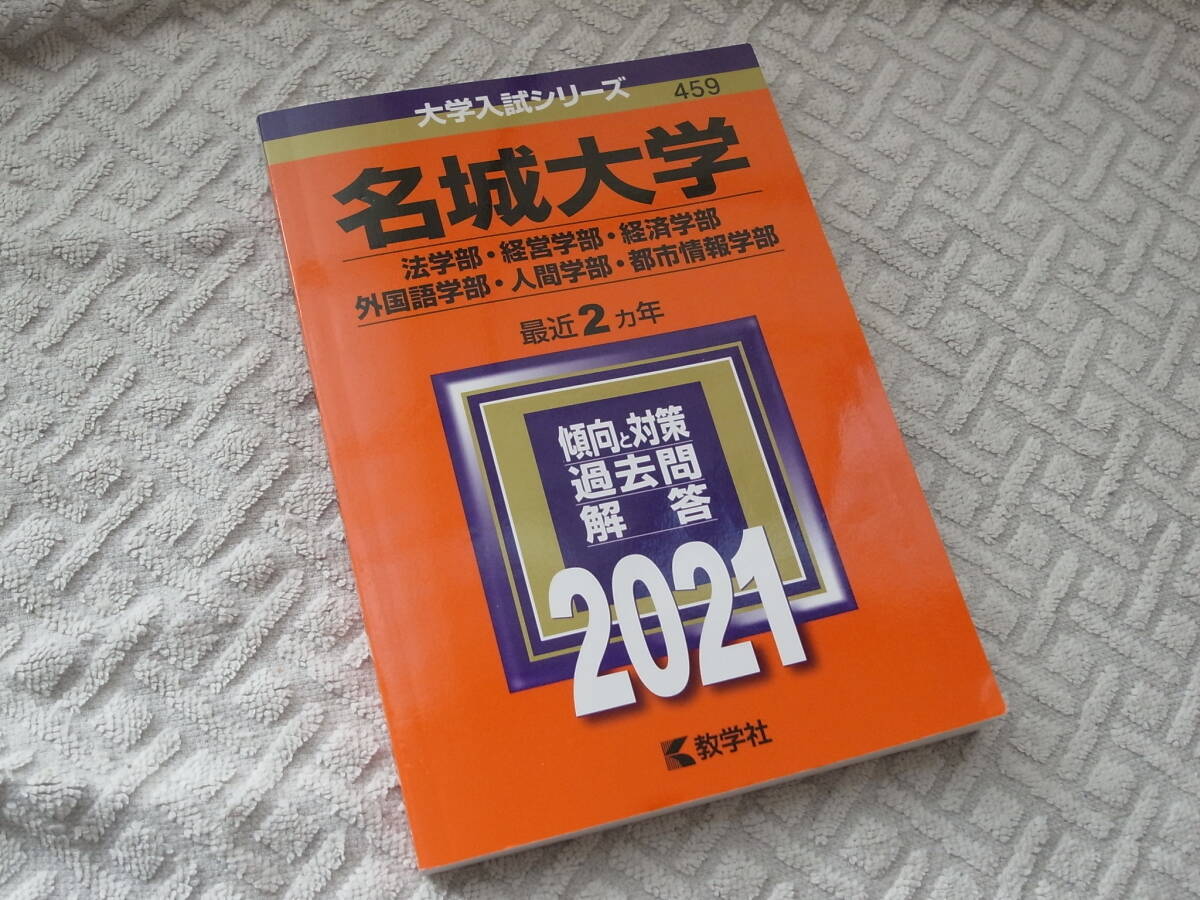 大学入試シリーズ 459
名城大学
法学部・経営学部・経済学部
外国語学部・人間学部・都市情報学部
最近2ヵ年
傾向と対策
過去問
解答
2021
教学社